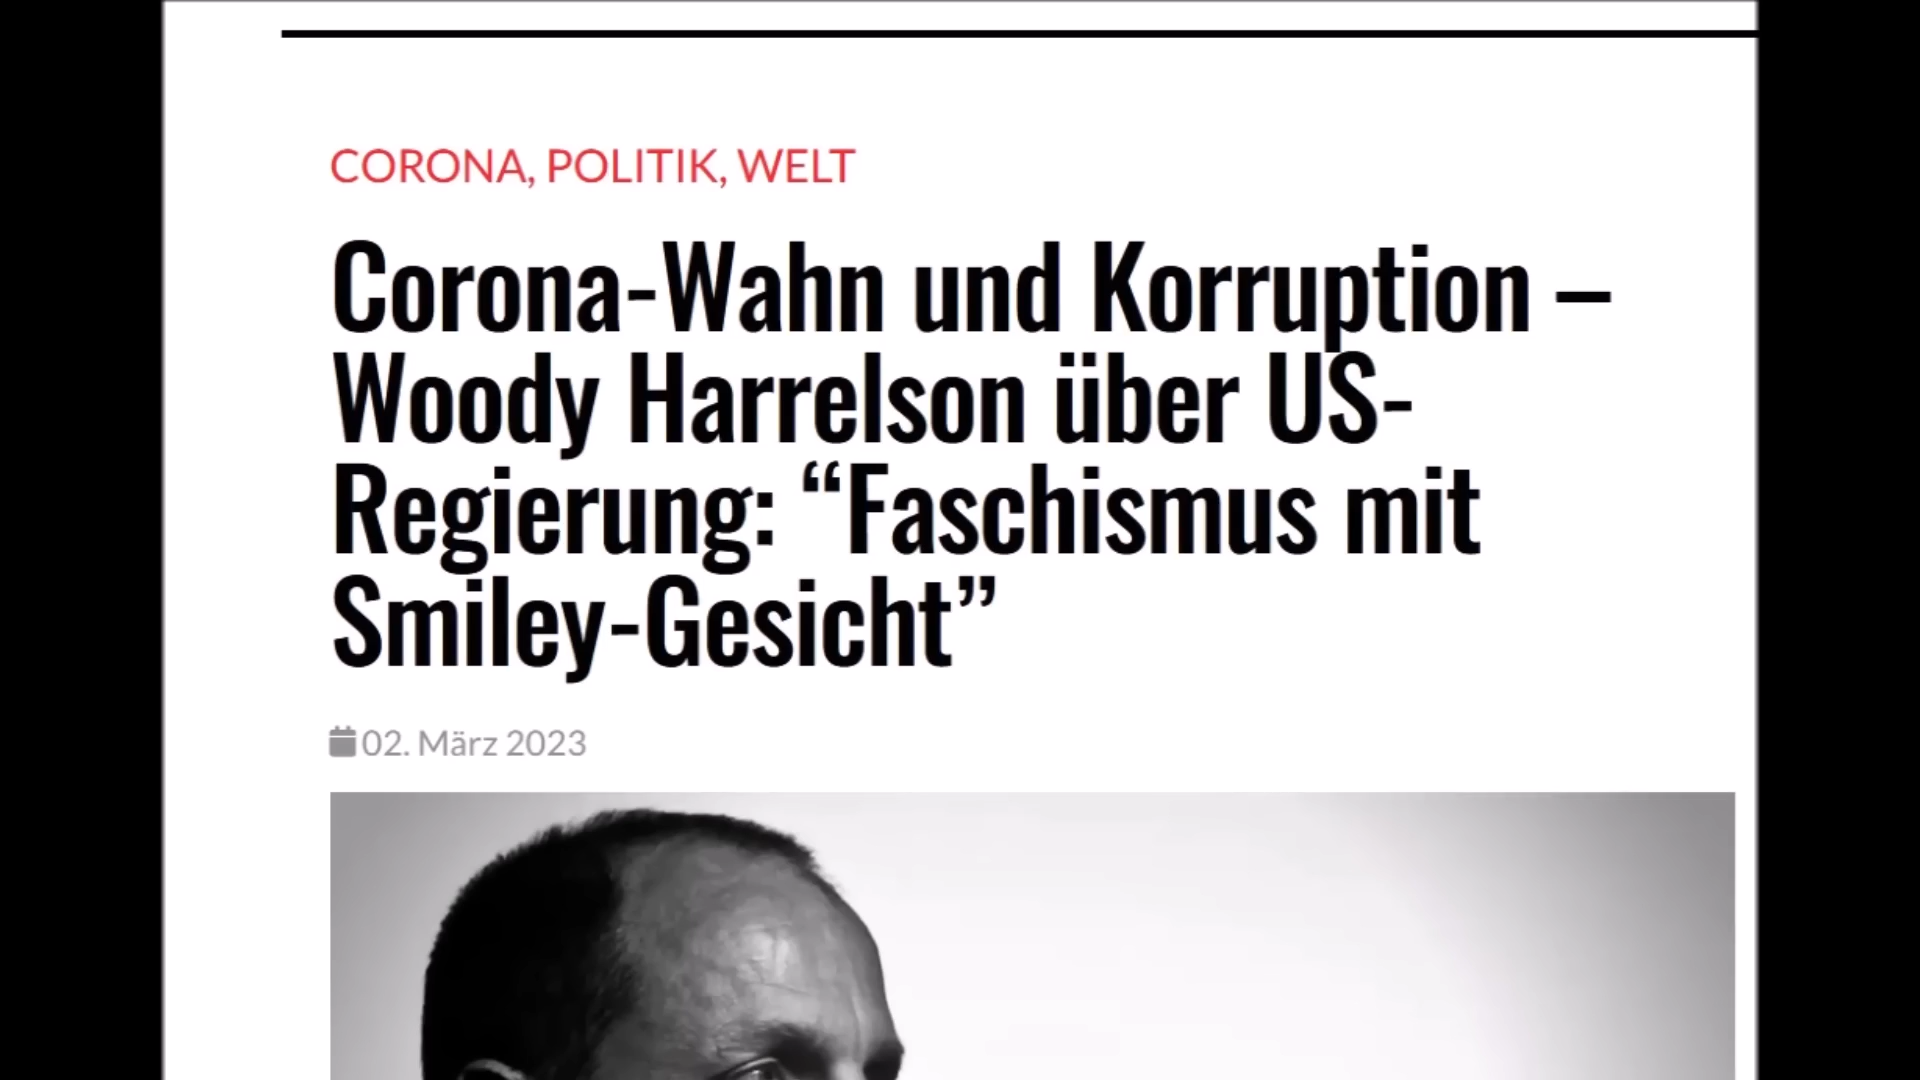 CORONA, POLITIK, WELT
Corona-Wahn und Korruption –
Woody Harrelson über US-
Regierung: “Faschismus mit
Smiley-Gesicht”
02. März 2023